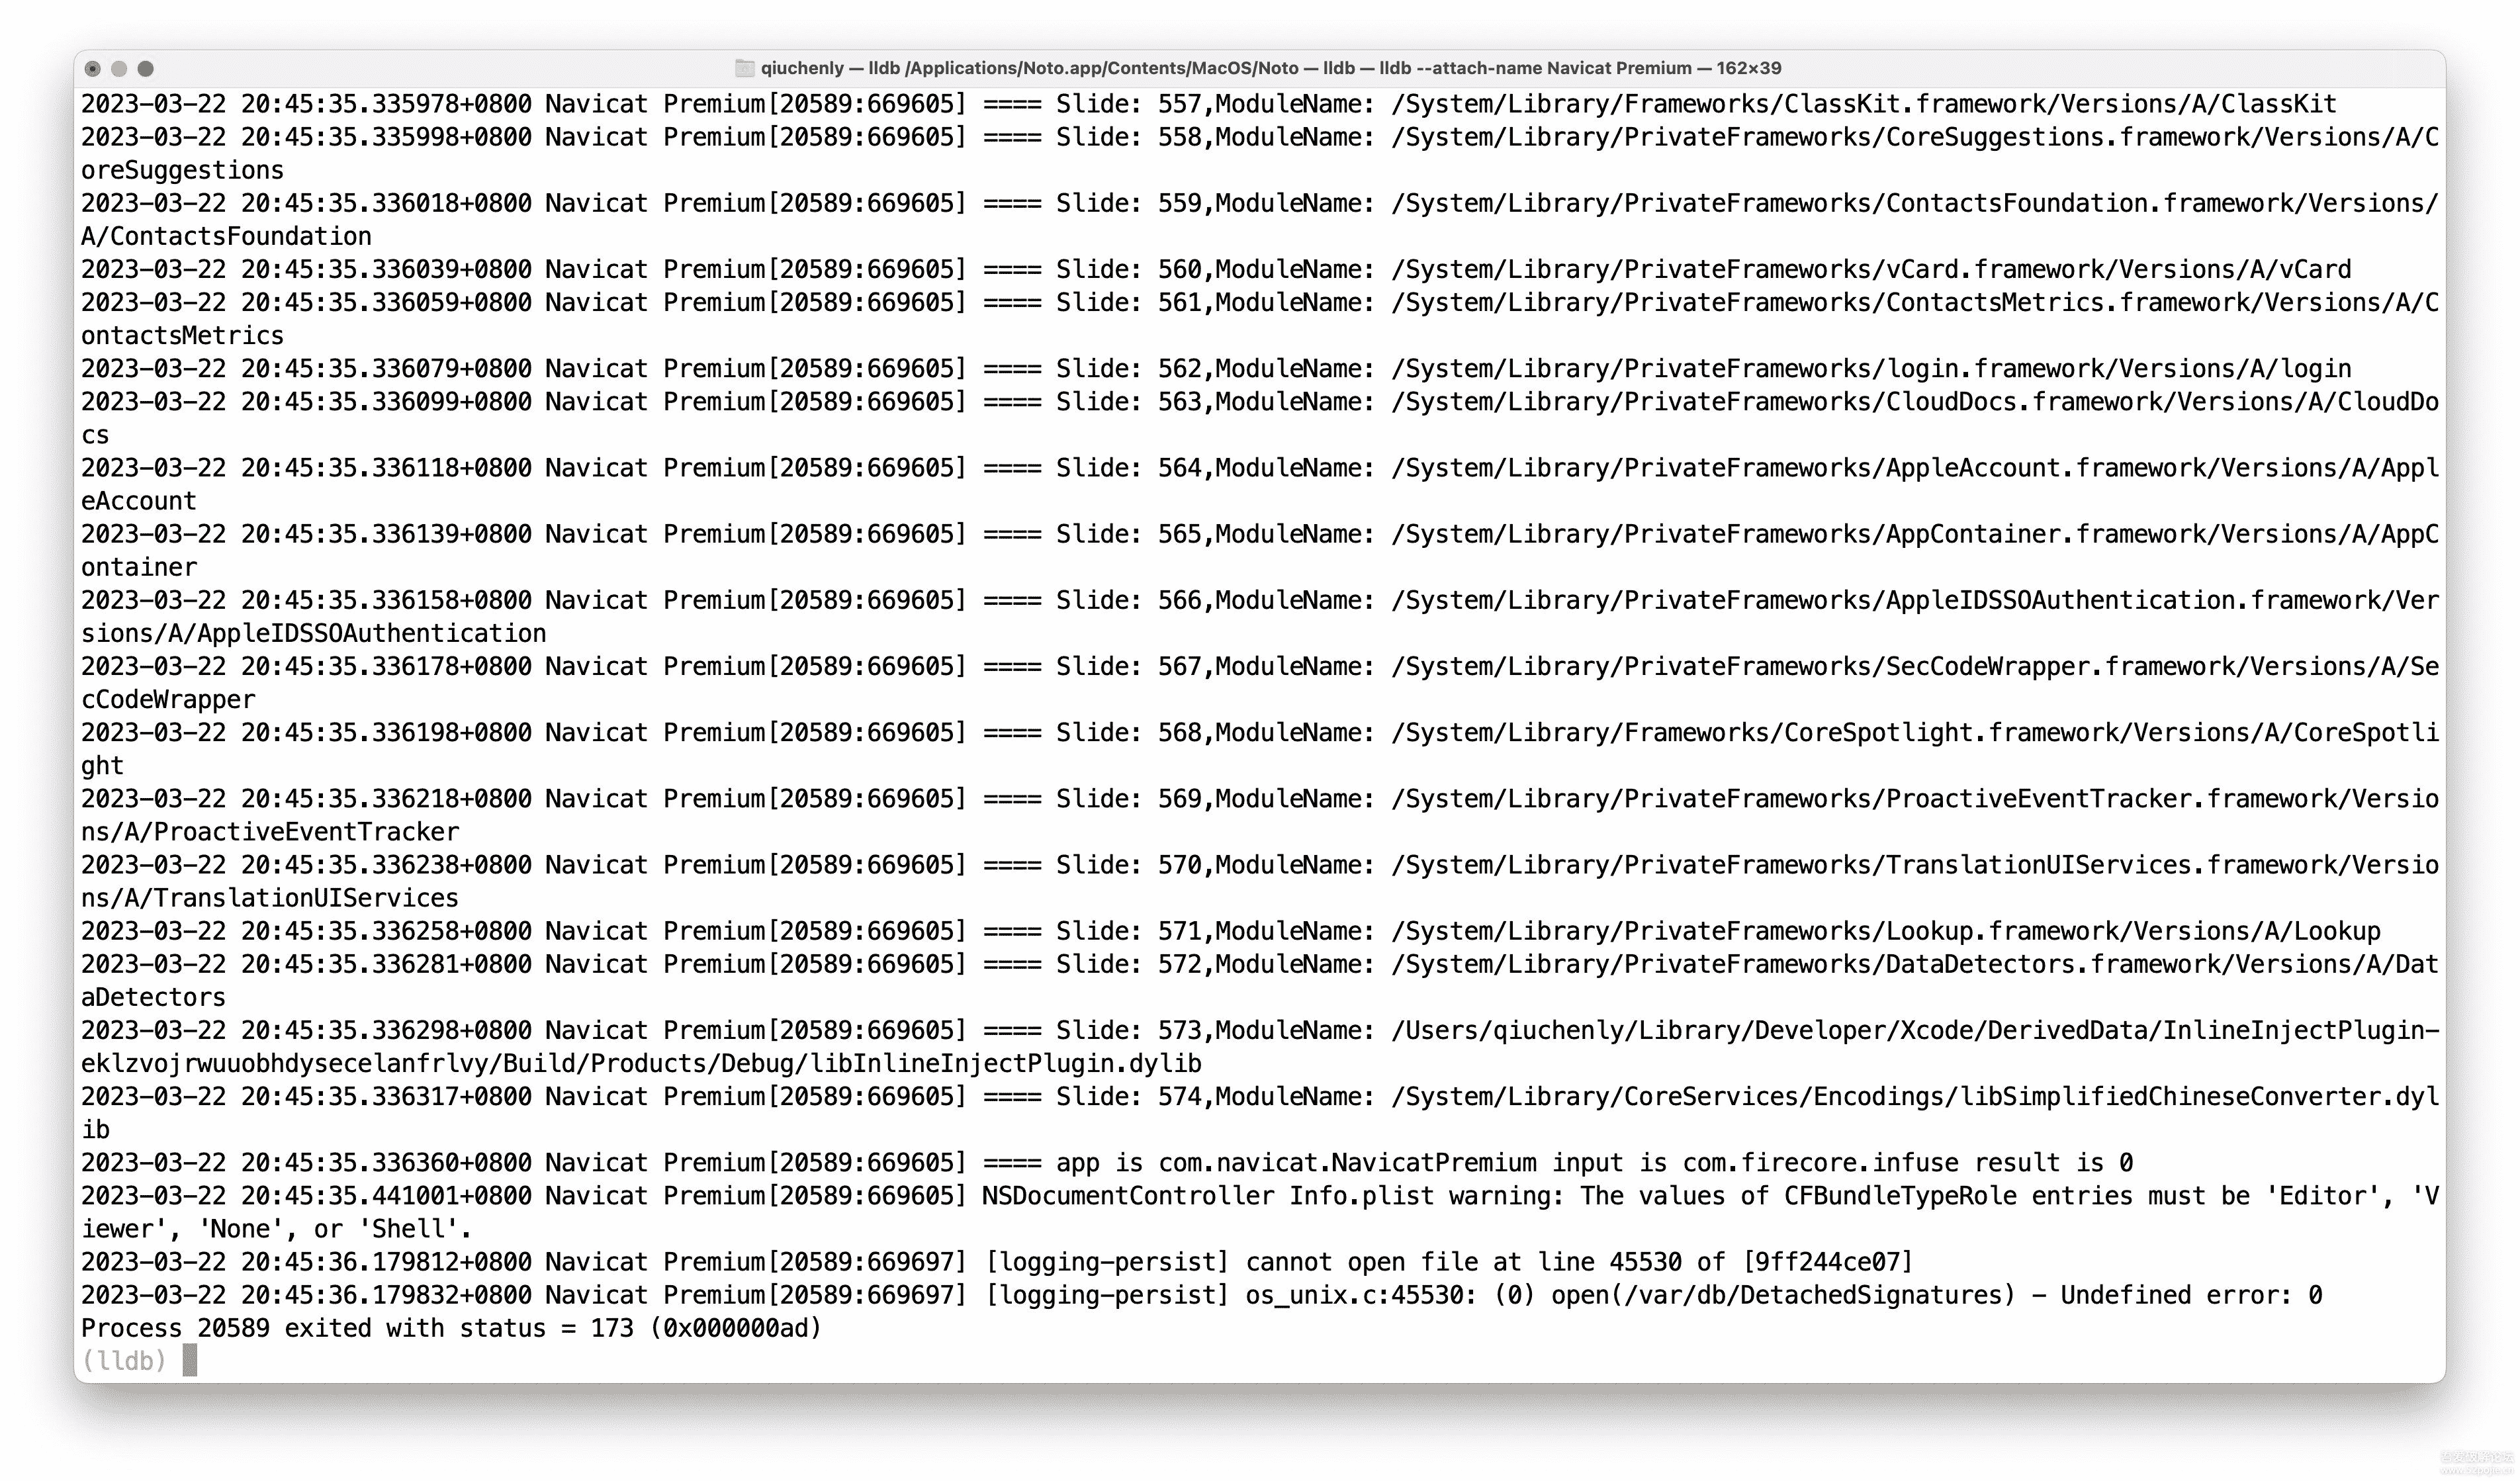 qiuchenly — lldb /Applications/Noto.app/Contents/MacOS/Noto — lldb — lldb --attach-name Navicat Premium — 162×39
2023-03-22 20:45:35.335978+0800 Navicat Premium[20589:669605] ==== Slide: 557,ModuleName: /System/Library/Frameworks/ClassKit.framework/Versions/A/ClassKit
2023-03-22 20:45:35.335998+0800 Navicat Premium[20589:669605] ==== Slide: 558,ModuleName: /System/Library/PrivateFrameworks/CoreSuggestions.framework/Versions/A/C
oreSuggestions
2023-03-22 20:45:35.336018+0800 Navicat Premium[20589:669605] ==== Slide: 559,ModuleName: /System/Library/PrivateFrameworks/ContactsFoundation.framework/Versions/
A/ContactsFoundation
2023-03-22 20:45:35.336039+0800 Navicat Premium[20589:669605] ==== Slide: 560,ModuleName: /System/Library/PrivateFrameworks/vCard.framework/Versions/A/vCard
2023-03-22 20:45:35.336059+0800 Navicat Premium[20589:669605] ==== Slide: 561,ModuleName: /System/Library/PrivateFrameworks/ContactsMetrics.framework/Versions/A/C
ontactsMetrics
2023-03-22 20:45:35.336079+0800 Navicat Premium[20589:669605] ==== Slide: 562,ModuleName: /System/Library/PrivateFrameworks/login.framework/Versions/A/login
2023-03-22 20:45:35.336099+0800 Navicat Premium[20589:669605] ==== Slide: 563,ModuleName: /System/Library/PrivateFrameworks/CloudDocs.framework/Versions/A/CloudDo
cs
2023-03-22 20:45:35.336118+0800 Navicat Premium[20589:669605] ==== Slide: 564,ModuleName: /System/Library/PrivateFrameworks/AppleAccount.framework/Versions/A/Appl
eAccount
2023-03-22 20:45:35.336139+0800 Navicat Premium[20589:669605] ==== Slide: 565,ModuleName: /System/Library/PrivateFrameworks/AppContainer.framework/Versions/A/AppC
ontainer
2023-03-22 20:45:35.336158+0800 Navicat Premium[20589:669605] ==== Slide: 566,ModuleName: /System/Library/PrivateFrameworks/AppleIDSSOAuthentication.framework/Ver
sions/A/AppleIDSSOAuthentication
2023-03-22 20:45:35.336178+0800 Navicat Premium[20589:669605] ==== Slide: 567,ModuleName: /System/Library/PrivateFrameworks/SecCodeWrapper.framework/Versions/A/Se
cCodeWrapper
2023-03-22 20:45:35.336198+0800 Navicat Premium[20589:669605] ==== Slide: 568,ModuleName: /System/Library/Frameworks/CoreSpotlight.framework/Versions/A/CoreSpotli
ght
2023-03-22 20:45:35.336218+0800 Navicat Premium[20589:669605] ==== Slide: 569,ModuleName: /System/Library/PrivateFrameworks/ProactiveEventTracker.framework/Versio
ns/A/ProactiveEventTracker
2023-03-22 20:45:35.336238+0800 Navicat Premium[20589:669605] ==== Slide: 570,ModuleName: /System/Library/PrivateFrameworks/TranslationUIServices.framework/Versio
ns/A/TranslationUIServices
2023-03-22 20:45:35.336258+0800 Navicat Premium[20589:669605] ==== Slide: 571,ModuleName: /System/Library/PrivateFrameworks/Lookup.framework/Versions/A/Lookup
2023-03-22 20:45:35.336281+0800 Navicat Premium[20589:669605] ==== Slide: 572,ModuleName: /System/Library/PrivateFrameworks/DataDetectors.framework/Versions/A/Dat
aDetectors
2023-03-22 20:45:35.336298+0800 Navicat Premium[20589:669605] ==== Slide: 573,ModuleName: /Users/qiuchenly/Library/Developer/Xcode/DerivedData/InlineInjectPlugin-
eklzvojrwuuobhdysecelanfrlvy/Build/Products/Debug/libInlineInjectPlugin.dylib
2023-03-22 20:45:35.336317+0800 Navicat Premium[20589:669605] ==== Slide: 574,ModuleName: /System/Library/CoreServices/Encodings/libSimplifiedChineseConverter.dyl
ib
2023-03-22 20:45:35.336360+0800 Navicat Premium[20589:669605] ==== app is com.navicat.NavicatPremium input is com.firecore.infuse result is 0
2023-03-22 20:45:35.441001+0800 Navicat Premium[20589:669605] NSDocumentController Info.plist warning: The values of CFBundleTypeRole entries must be 'Editor', 'V
iewer', 'None', or 'Shell'.
2023-03-22 20:45:36.179812+0800 Navicat Premium[20589:669697] [logging-persist] cannot open file at line 45530 of [9ff244ce07]
2023-03-22 20:45:36.179832+0800 Navicat Premium[20589:669697] [logging-persist] os_unix.c:45530: (0) open(/var/db/DetachedSignatures) - Undefined error: 0
Process 20589 exited with status = 173 (0x000000ad)
(lldb)